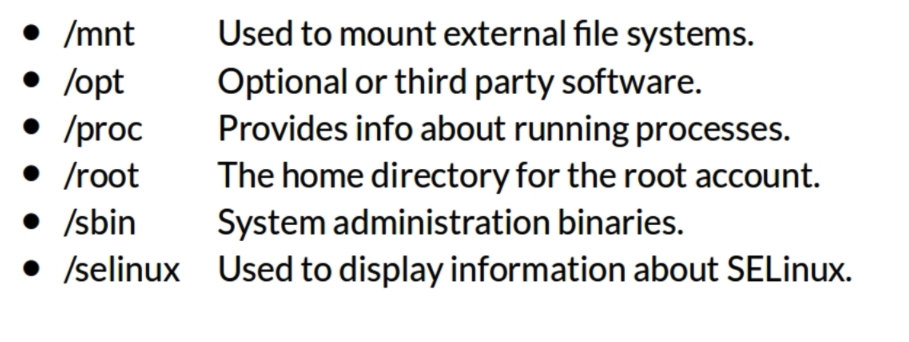 • /mnt Used to mount external file systems.
• /opt Optional or third party software.
• /proc Provides info about running processes.
• /root The home directory for the root account.
• /sbin System administration binaries.
• /selinux Used to display information about SELinux.